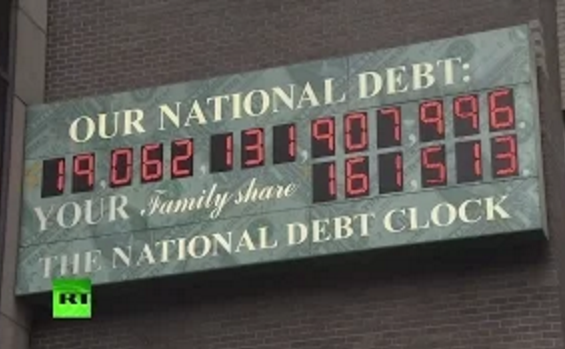 OUR NATIONAL DEBT:
19,062,131,907,996.
YOUR Family share 161,513.
THE NATIONAL DEBT CLOCK
RT